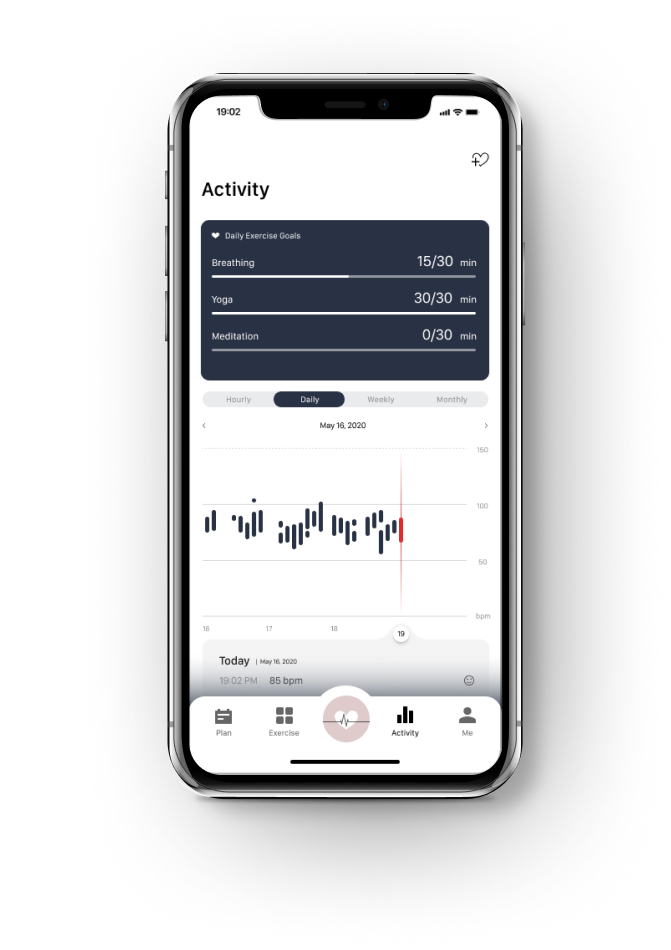 19:02
Activity
Daily Exercise Goals
Breathing 15/30 min
Yoga 30/30 min
Meditation 0/30 min
Hourly Daily Weekly Monthly
May 16, 2020
150
100
50
bpm
16 17 18 19
Today | May 16, 2020
19:02 PM 85 bpm
Plan Exercise Activity Me